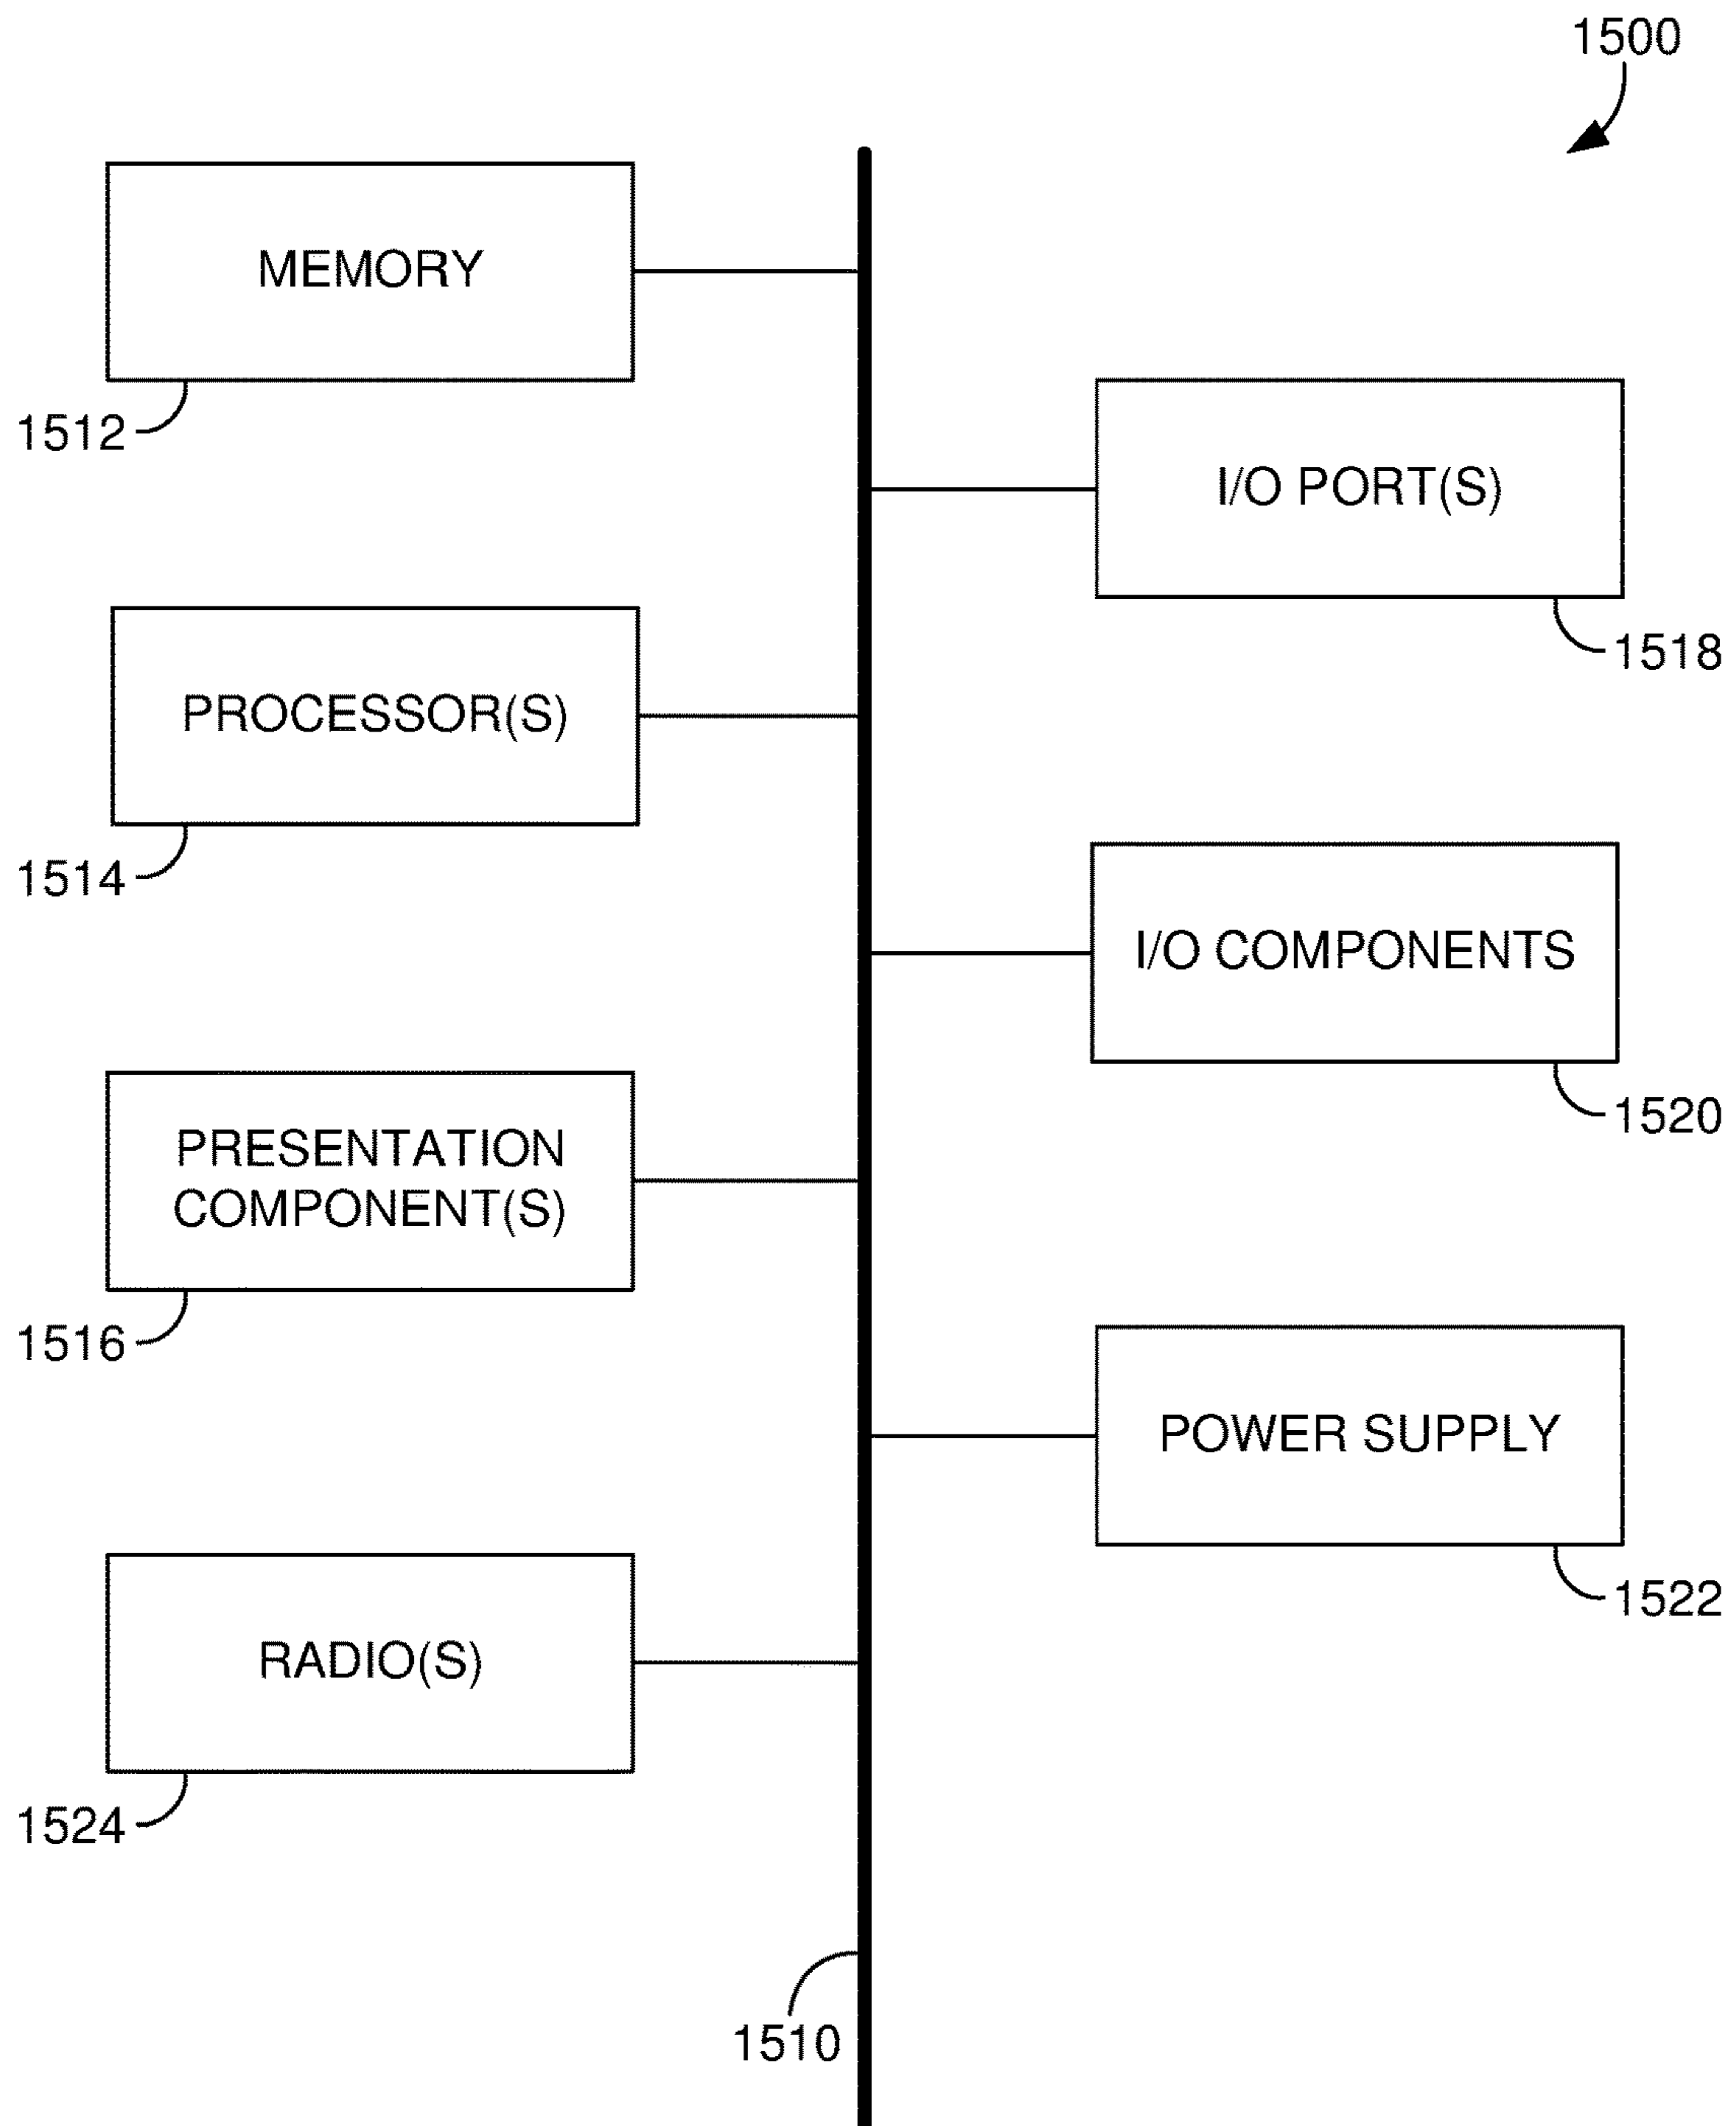 1500
MEMORY
1512
I/O PORT(S)
1518
PROCESSOR(S)
1514
I/O COMPONENTS
1520
PRESENTATION
COMPONENT(S)
1516
POWER SUPPLY
1522
RADIO(S)
1524
1510